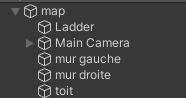 map
Ladder
Main Camera
mur gauche
mur droite
toit